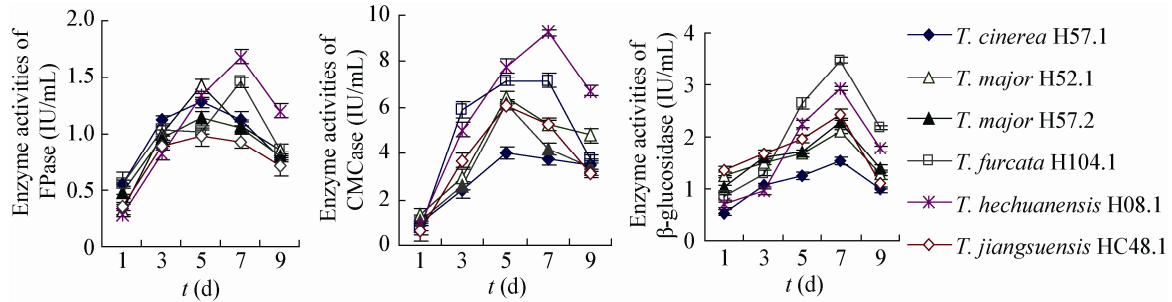 Enzyme activities of
FPase (IU/mL)
2.0
1.5
1.0
0.5
0
1 3 5 7 9
t (d)
Enzyme activities of
CMCase (IU/mL)
10
8
6
4
2
0
1 3 5 7 9
t (d)
Enzyme activities of
β-glucosidase (IU/mL)
4
3
2
1
0
1 3 5 7 9
t (d)
T. cinerea H57.1
T. major H52.1
T. major H57.2
T. furcata H104.1
T. hechuanensis H08.1
T. jiangsuensis HC48.1